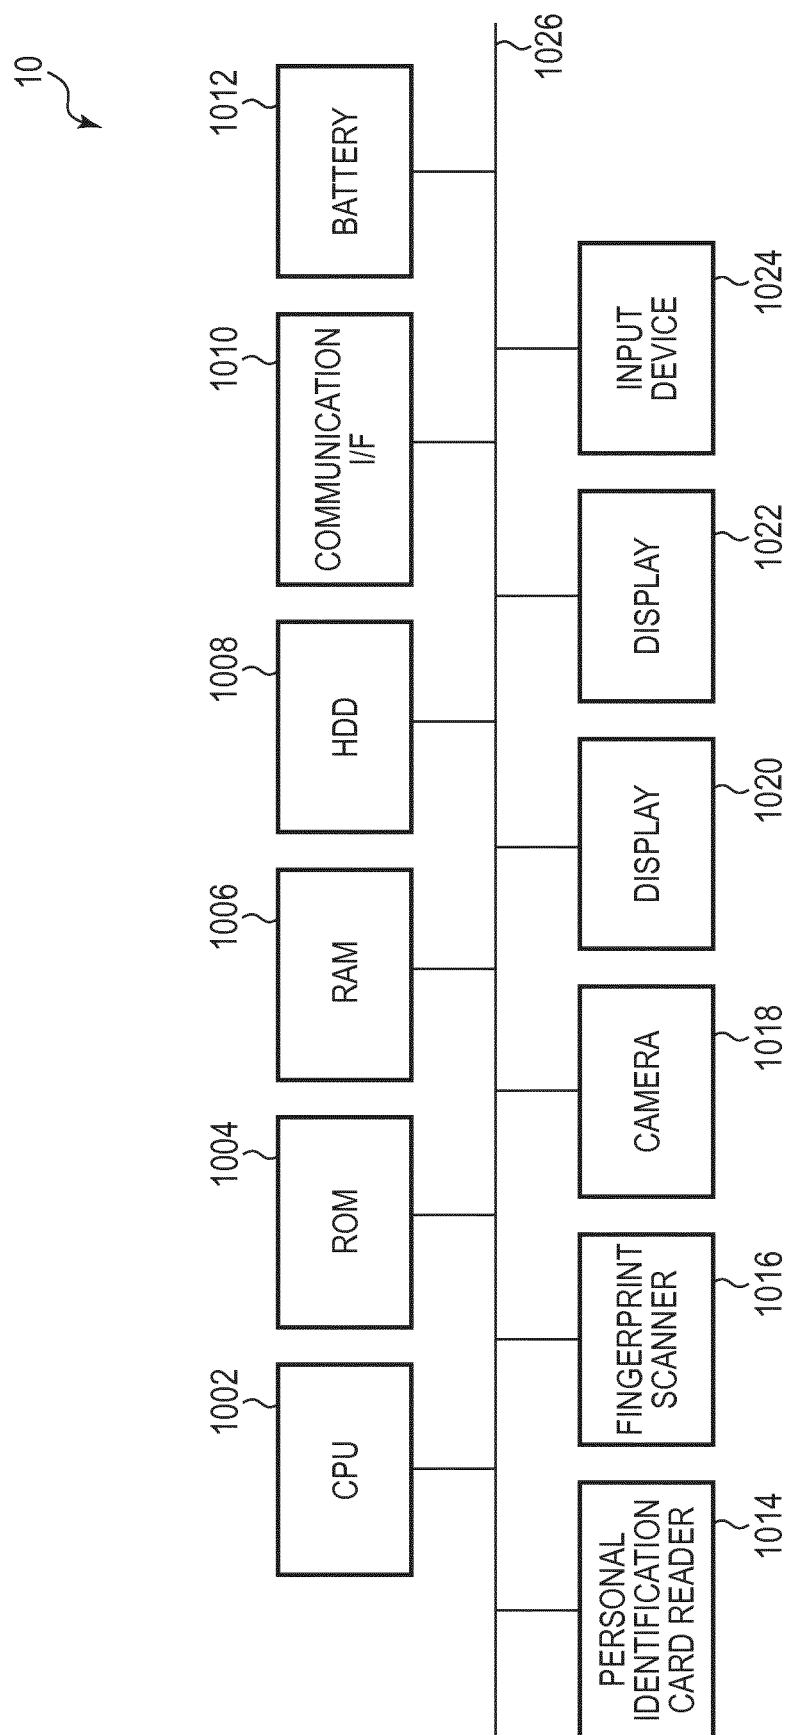 10
1002
CPU
1004
ROM
1006
RAM
1008
HDD
1010
COMMUNICATION
I/F
1012
BATTERY
1026
PERSONAL
IDENTIFICATION
CARD READER
1014
FINGERPRINT
SCANNER
1016
CAMERA
1018
DISPLAY
1020
DISPLAY
1022
INPUT
DEVICE
1024